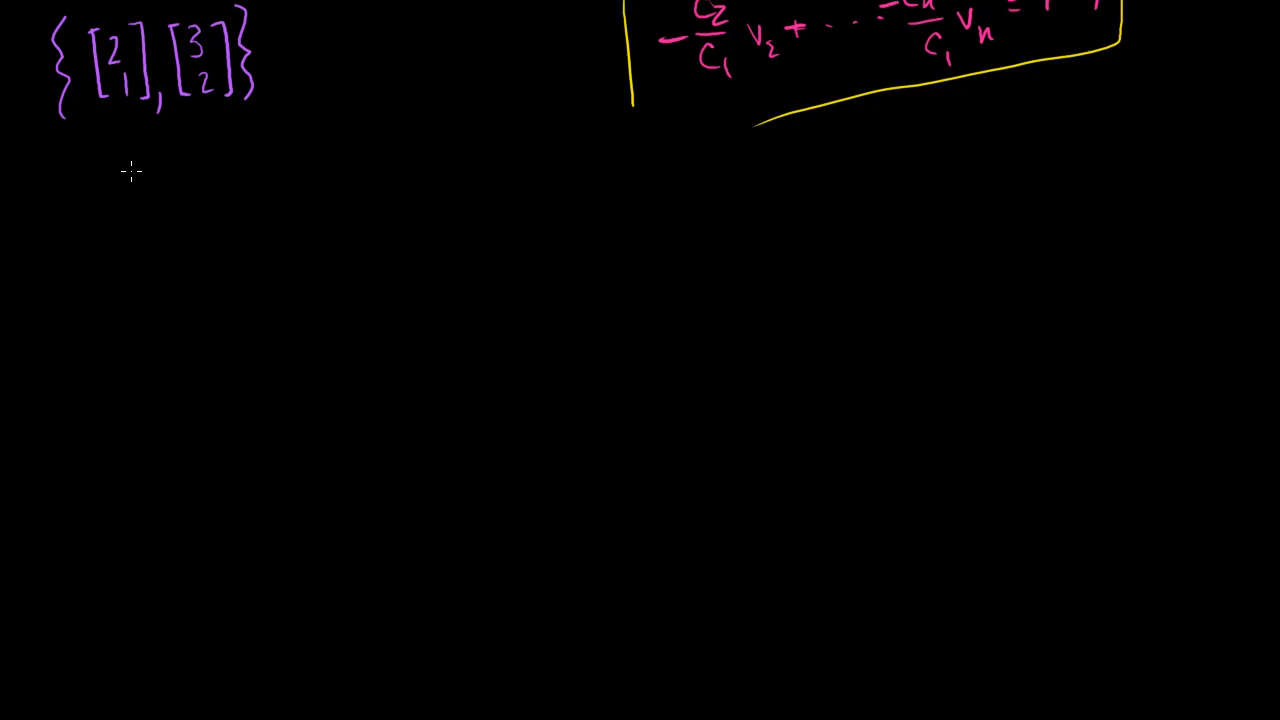 { [2 1], [3 2] }
- c2/c1 v2 + ... - cn/c1 vn =